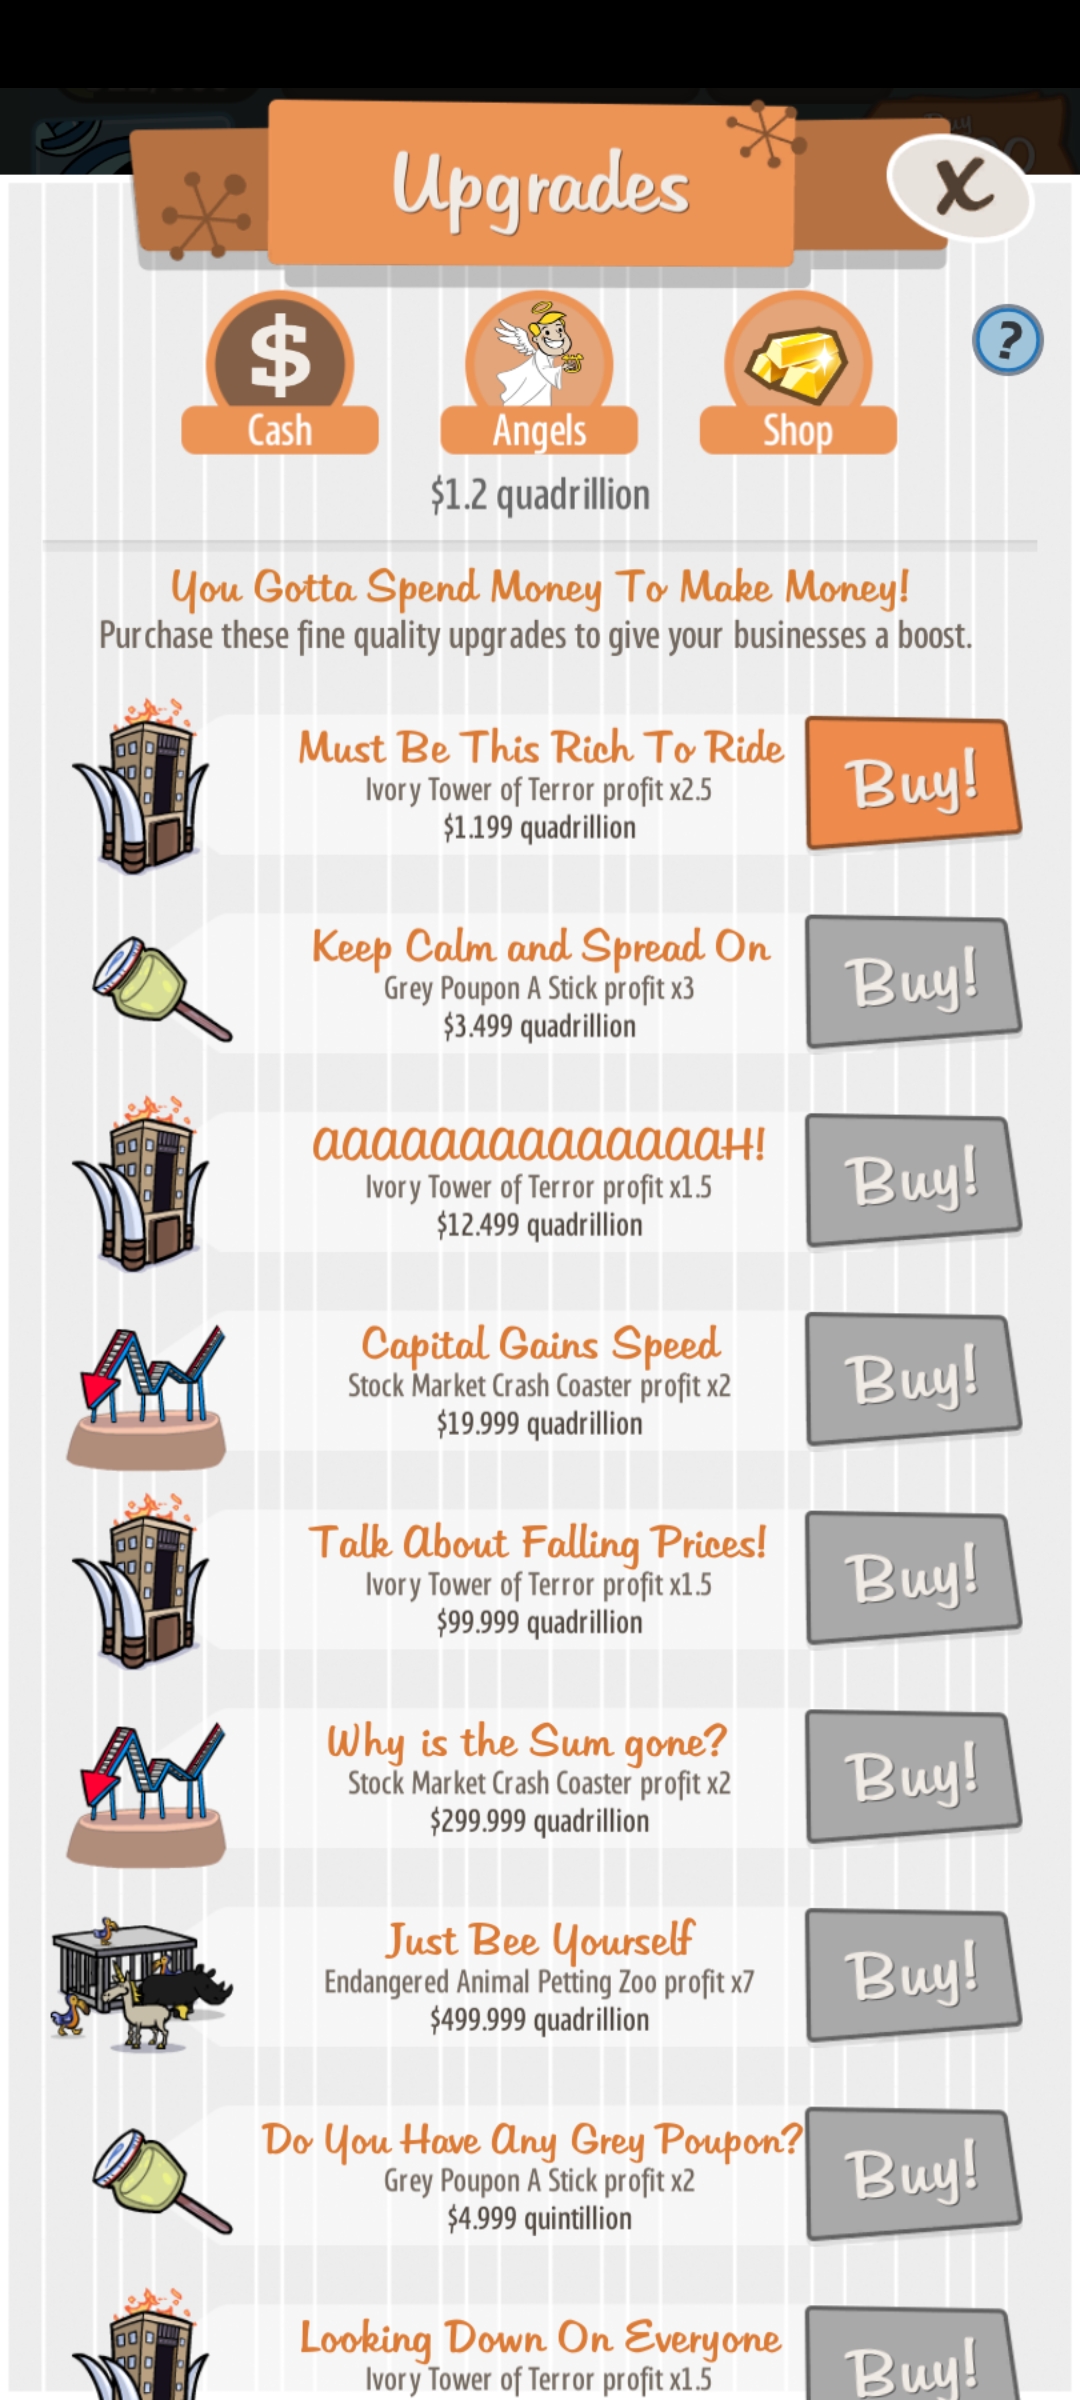 Upgrades
X
?
$
Cash
Angels
Shop
$1.2 quadrillion
You Gotta Spend Money To Make Money!
Purchase these fine quality upgrades to give your businesses a boost.
Must Be This Rich To Ride
Ivory Tower of Terror profit x2.5
$1.199 quadrillion
Buy!
Keep Calm and Spread On
Grey Poupon A Stick profit x3
$3.499 quadrillion
Buy!
aaaaaaaaaaaaaaH!
Ivory Tower of Terror profit x1.5
$12.499 quadrillion
Buy!
Capital Gains Speed
Stock Market Crash Coaster profit x2
$19.999 quadrillion
Buy!
Talk About Falling Prices!
Ivory Tower of Terror profit x1.5
$99.999 quadrillion
Buy!
Why is the Sum gone?
Stock Market Crash Coaster profit x2
$299.999 quadrillion
Buy!
Just Bee Yourself
Endangered Animal Petting Zoo profit x7
$499.999 quadrillion
Buy!
Do You Have Any Grey Poupon?
Grey Poupon A Stick profit x2
$4.999 quintillion
Buy!
Looking Down On Everyone
Ivory Tower of Terror profit x1.5
Buy!